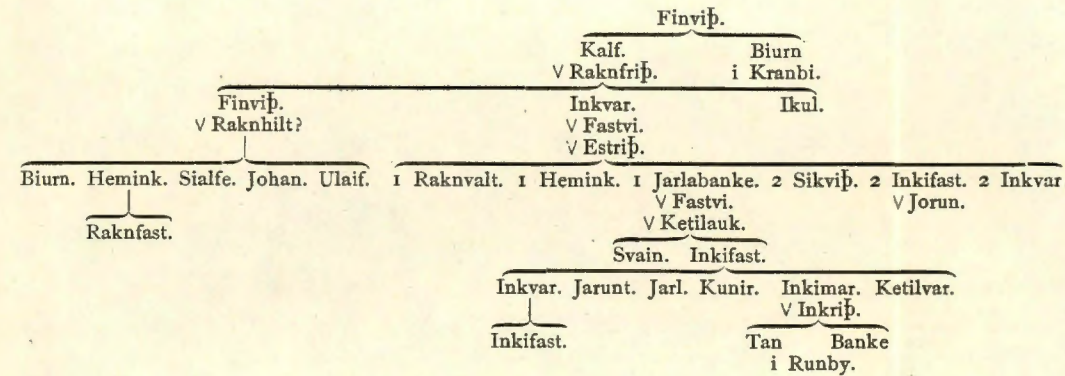 Finviþ.
Kalf. Biurn
V Raknfriþ. i Kranbi.
Finviþ. Inkvar. Ikul.
V Raknhilt? V Fastvi.
V Estriþ.
Biurn. Hemink. Sialfe. Johan. Ulaif. 1 Raknvalt. 1 Hemink. 1 Jarlabanke. 2 Sikviþ. 2 Inkifast. 2 Inkvar
V Fastvi. V Jorun.
Raknfast. V Ketilauk.
Svain. Inkifast.
Inkvar. Jarunt. Jarl. Kunir. Inkimar. Ketilvar.
V Inkriþ.
Inkifast. Tan Banke
i Runby.